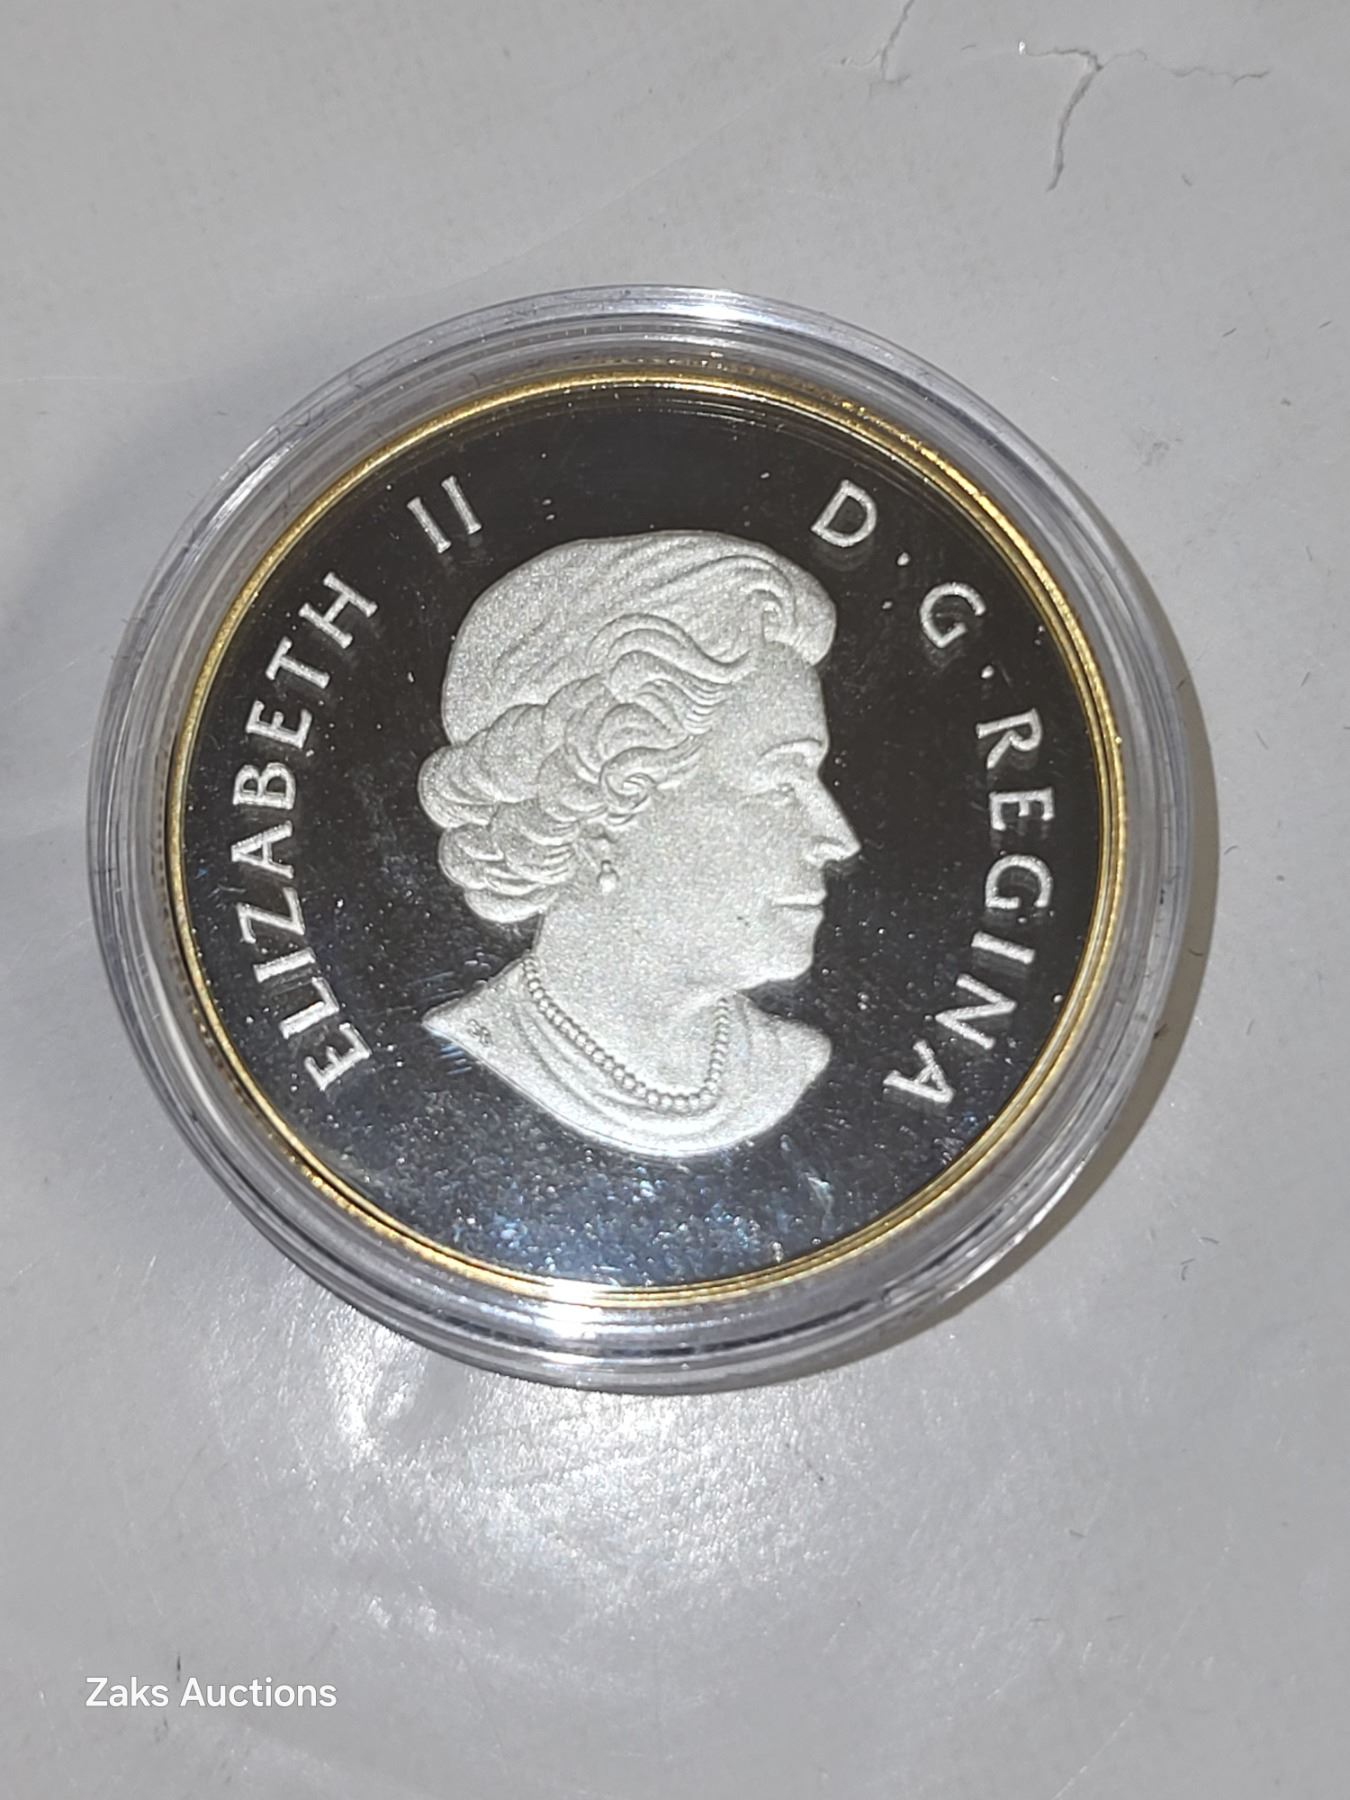 ELIZABETH II
D · G · REGINA
Zaks Auctions